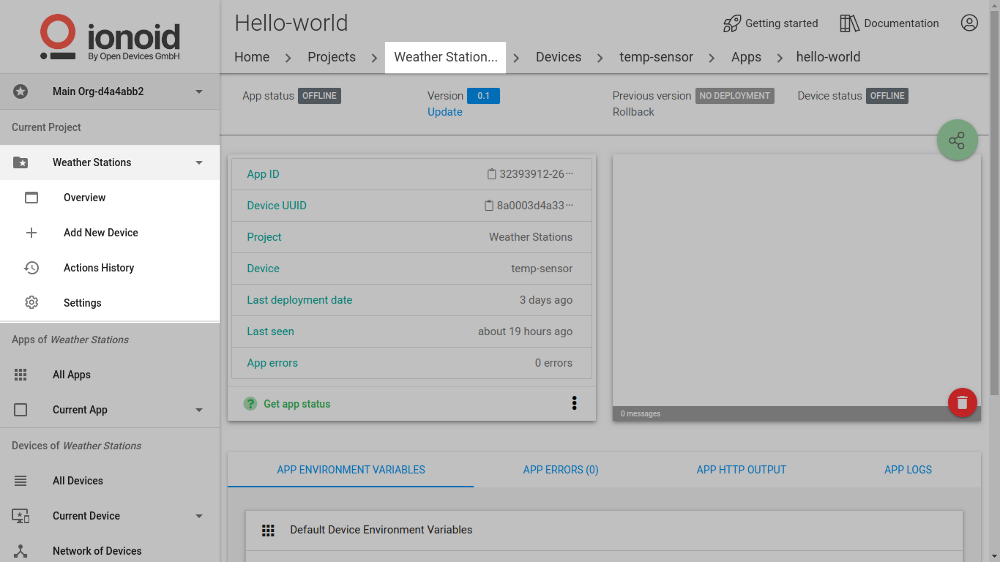 ionoid
By Open Devices GmbH
Hello-world
Getting started
Documentation
Home
Projects
Weather Station...
Devices
temp-sensor
Apps
hello-world
Main Org-d4a4abb2
Current Project
Weather Stations
Overview
Add New Device
Actions History
Settings
Apps of Weather Stations
All Apps
Current App
Devices of Weather Stations
All Devices
Current Device
Network of Devices
App status OFFLINE
Version 0.1
Update
Previous version NO DEPLOYMENT
Rollback
Device status OFFLINE
App ID 32393912-26...
Device UUID 8a0003d4a33...
Project Weather Stations
Device temp-sensor
Last deployment date 3 days ago
Last seen about 19 hours ago
App errors 0 errors
? Get app status
0 messages
APP ENVIRONMENT VARIABLES
APP ERRORS (0)
APP HTTP OUTPUT
APP LOGS
Default Device Environment Variables